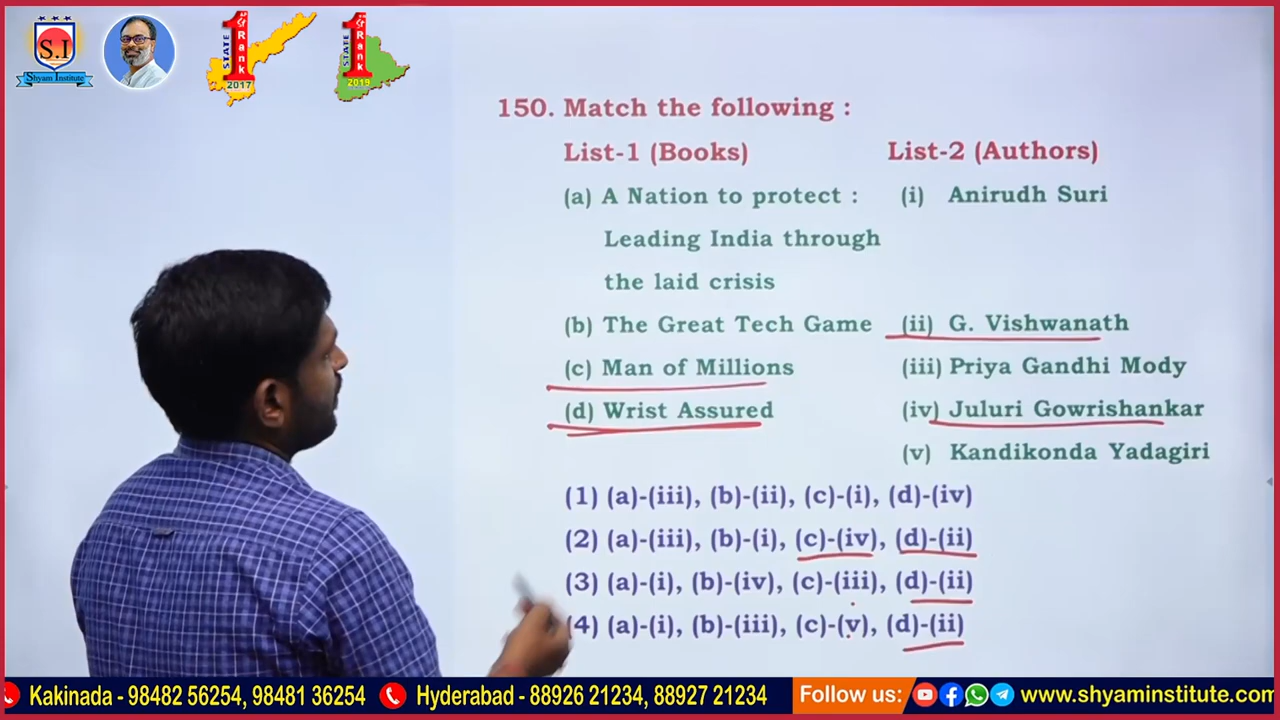 S.I
Shyam Institute
STATE 1 Rank 2017
STATE 1 Rank 2019
150. Match the following :
List-1 (Books) List-2 (Authors)
(a) A Nation to protect : (i) Anirudh Suri
Leading India through
the laid crisis
(b) The Great Tech Game (ii) G. Vishwanath
(c) Man of Millions (iii) Priya Gandhi Mody
(d) Wrist Assured (iv) Juluri Gowrishankar
(v) Kandikonda Yadagiri
(1) (a)-(iii), (b)-(ii), (c)-(i), (d)-(iv)
(2) (a)-(iii), (b)-(i), (c)-(iv), (d)-(ii)
(3) (a)-(i), (b)-(iv), (c)-(iii), (d)-(ii)
(4) (a)-(i), (b)-(iii), (c)-(v), (d)-(ii)
Kakinada - 98482 56254, 98481 36254 Hyderabad - 88926 21234, 88927 21234 Follow us: www.shyaminstitute.com